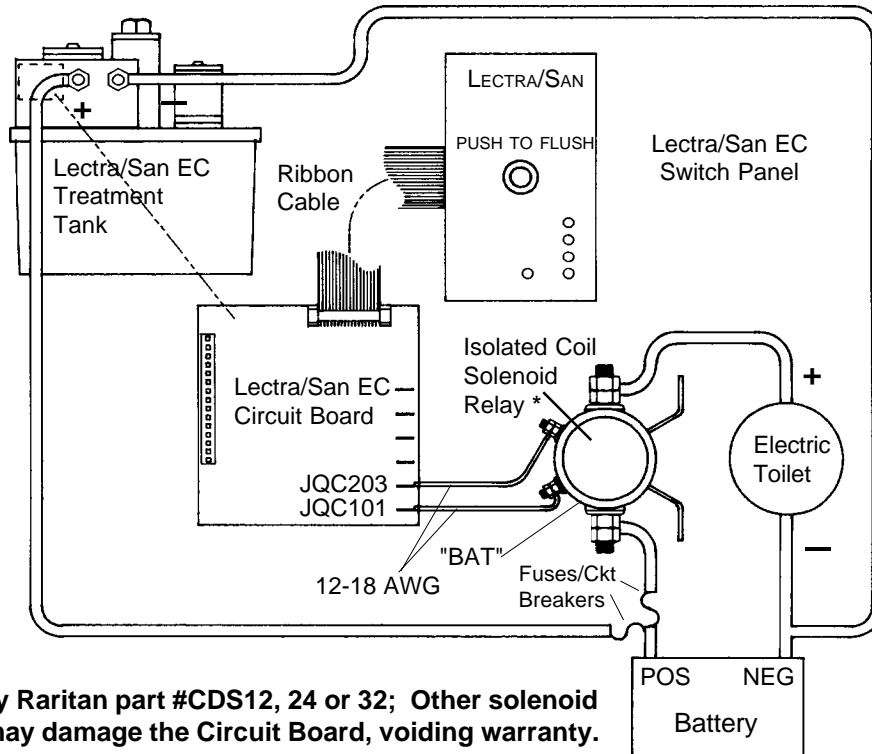 LECTRA/SAN
PUSH TO FLUSH
Lectra/San EC
Switch Panel
+
—
Lectra/San EC
Treatment
Tank
Ribbon
Cable
Lectra/San EC
Circuit Board
JQC203
JQC101
Isolated Coil
Solenoid
Relay *
+
Electric
Toilet
—
"BAT"
12-18 AWG
Fuses/Ckt
Breakers
POS NEG
Battery
Raritan part #CDS12, 24 or 32; Other solenoid
may damage the Circuit Board, voiding warranty.